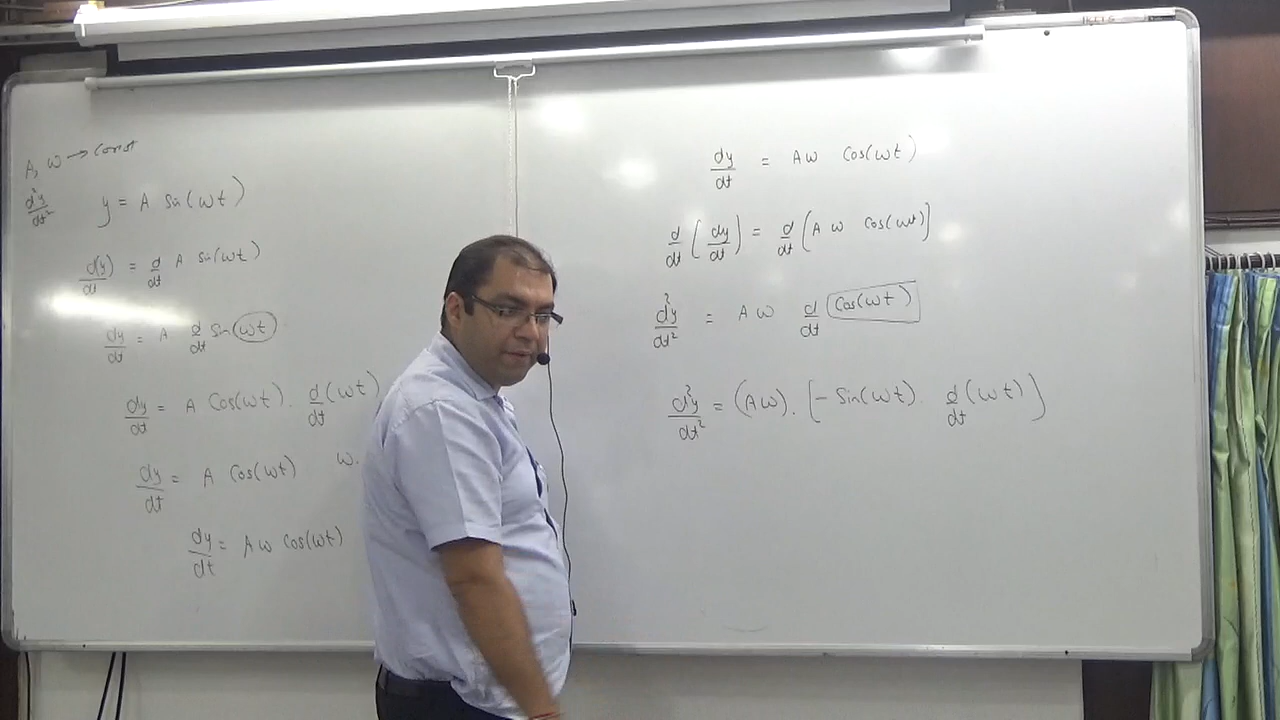 A, ω → const
d²y/dt²
y = A sin(ωt)
d(y)/dt = d/dt A sin(ωt)
dy/dt = A d/dt sin(ωt)
dy/dt = A Cos(ωt) . d/dt (ωt)
dy/dt = A Cos(ωt) ω.
dy/dt = Aω Cos(ωt)
dy/dt = Aω Cos(ωt)
d/dt (dy/dt) = d/dt [Aω Cos(ωt)]
d²y/dt² = Aω d/dt Cos(ωt)
d²y/dt² = (Aω) . [- Sin(ωt) . d/dt (ωt)]